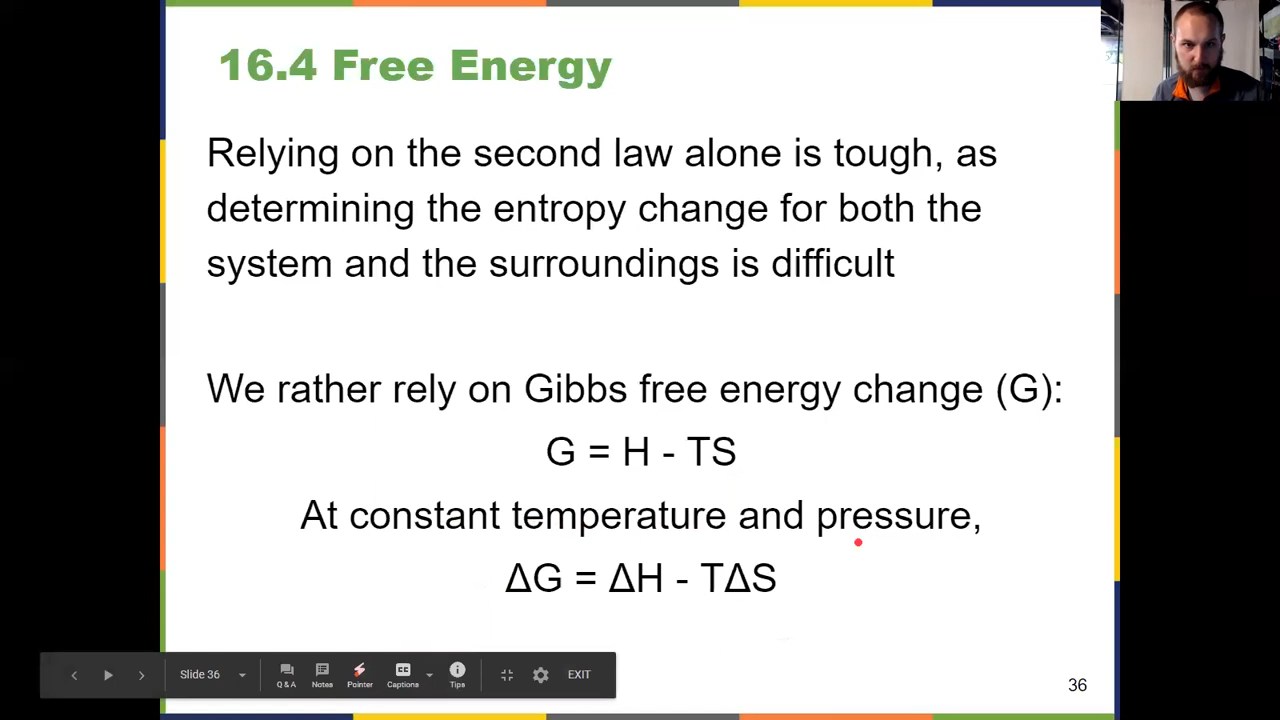 16.4 Free Energy
Relying on the second law alone is tough, as
determining the entropy change for both the
system and the surroundings is difficult
We rather rely on Gibbs free energy change (G):
G = H - TS
At constant temperature and pressure,
ΔG = ΔH - TΔS
Slide 36
Q & A
Notes
Pointer
Captions
Tips
EXIT
36